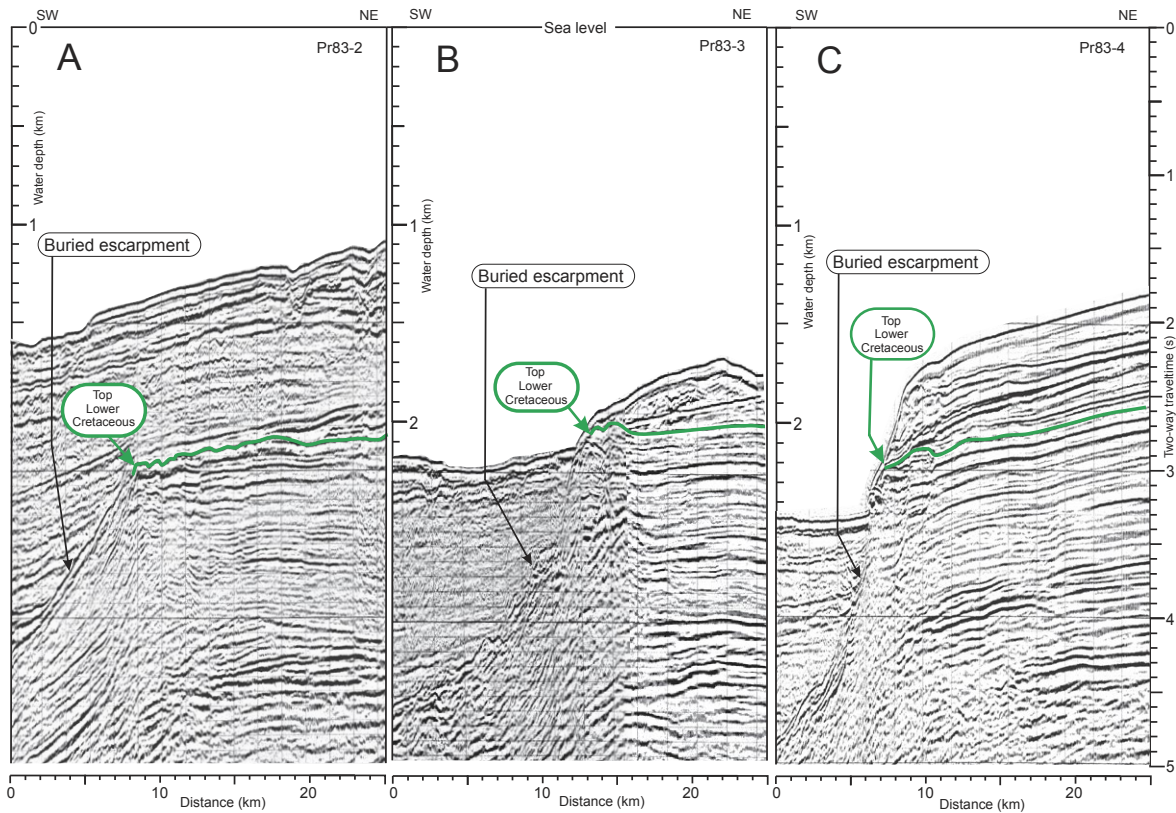 SW
NE
SW
Sea level
NE
SW
NE
0
0
A
Pr83-2
B
Pr83-3
C
Pr83-4
Water depth (km)
1
Buried escarpment
Top
Lower
Cretaceous
1
Water depth (km)
Buried escarpment
Top
Lower
Cretaceous
2
1
Water depth (km)
Buried escarpment
Top
Lower
Cretaceous
2
1
2
3
4
5
Two-way traveltime (s)
0
10
20
Distance (km)
0
10
20
Distance (km)
0
10
20
Distance (km)